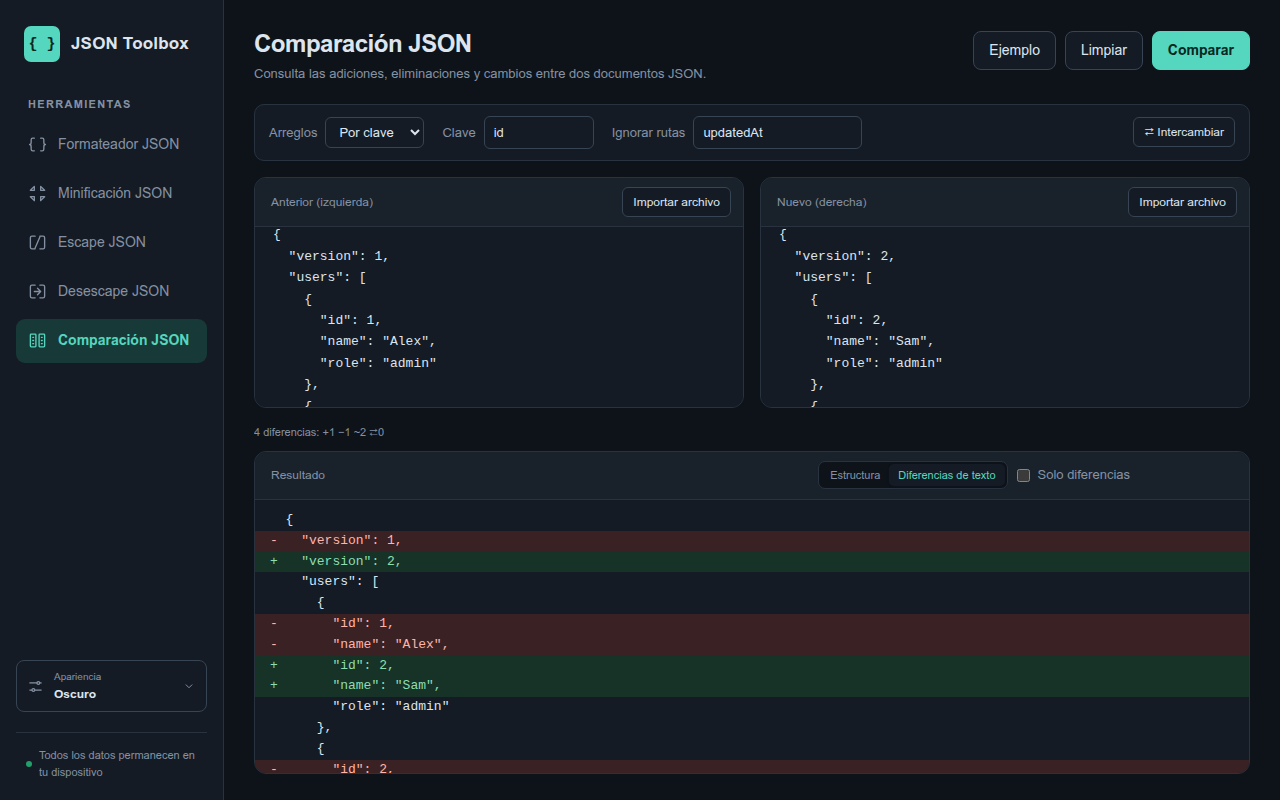 { } JSON Toolbox
HERRAMIENTAS
Formateador JSON
Minificación JSON
Escape JSON
Desescape JSON
Comparación JSON
Apariencia
Oscuro
Todos los datos permanecen en
tu dispositivo
Comparación JSON
Consulta las adiciones, eliminaciones y cambios entre dos documentos JSON.
Ejemplo
Limpiar
Comparar
Arreglos Por clave Clave id Ignorar rutas updatedAt ⇄ Intercambiar
Anterior (izquierda) Importar archivo
{
  "version": 1,
  "users": [
    {
      "id": 1,
      "name": "Alex",
      "role": "admin"
    },
    {
Nuevo (derecha) Importar archivo
{
  "version": 2,
  "users": [
    {
      "id": 2,
      "name": "Sam",
      "role": "admin"
    },
    {
4 diferencias: +1 −1 ~2 ⇄0
Resultado Estructura Diferencias de texto Solo diferencias
  {
-   "version": 1,
+   "version": 2,
    "users": [
      {
-       "id": 1,
-       "name": "Alex",
+       "id": 2,
+       "name": "Sam",
        "role": "admin"
      },
      {
-       "id": 2,